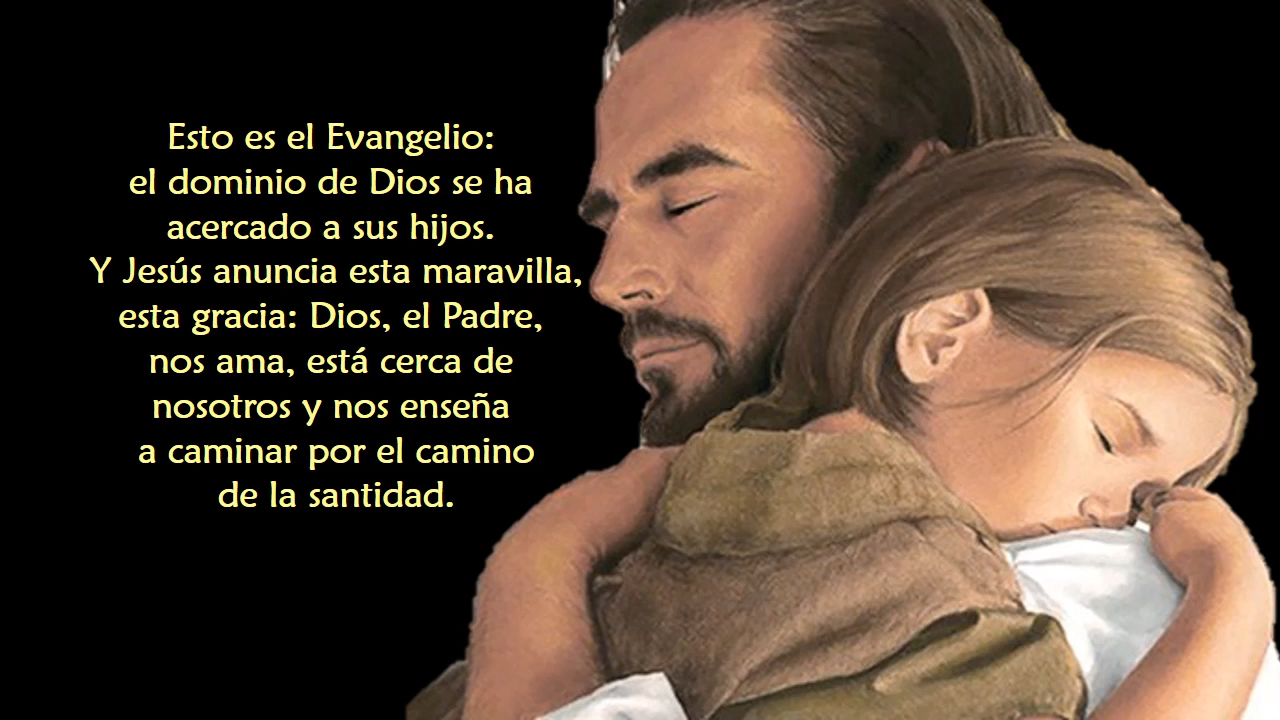 Esto es el Evangelio:
el dominio de Dios se ha
acercado a sus hijos.
Y Jesús anuncia esta maravilla,
esta gracia: Dios, el Padre,
nos ama, está cerca de
nosotros y nos enseña
a caminar por el camino
de la santidad.